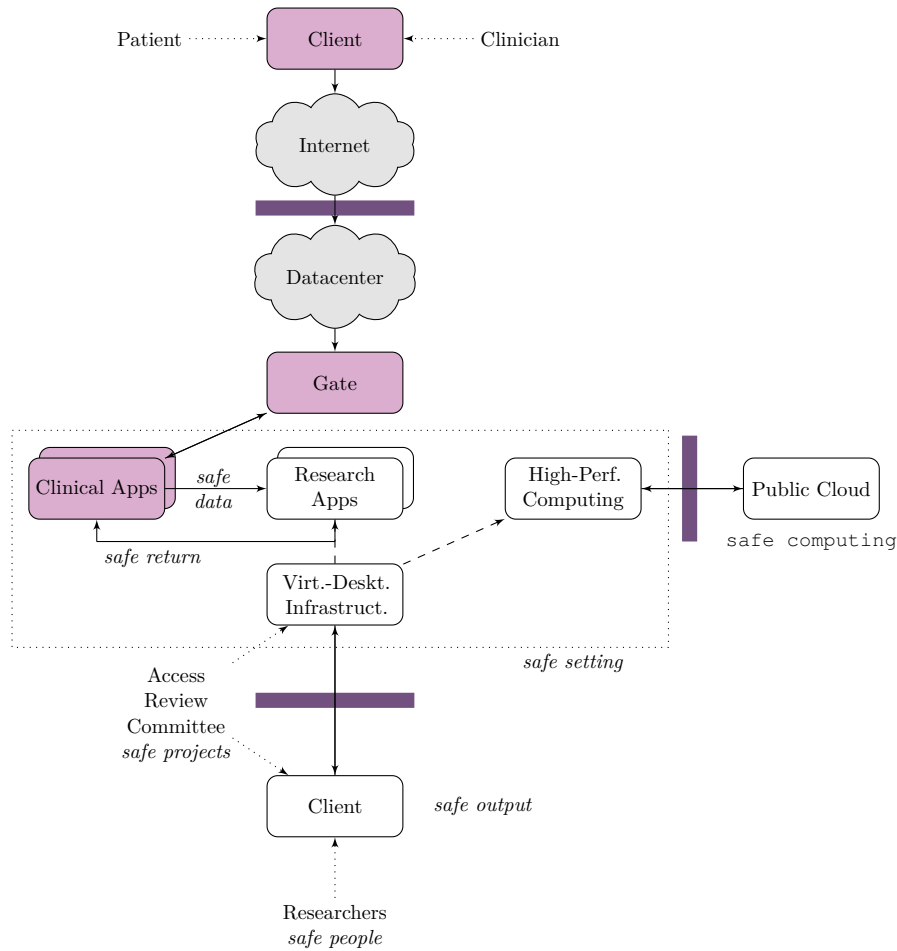 Patient
Client
Clinician
Internet
Datacenter
Gate
Clinical Apps
safe
data
Research
Apps
High-Perf.
Computing
Public Cloud
safe computing
safe return
Virt.-Deskt.
Infrastruct.
safe setting
Access
Review
Committee
safe projects
Client
safe output
Researchers
safe people